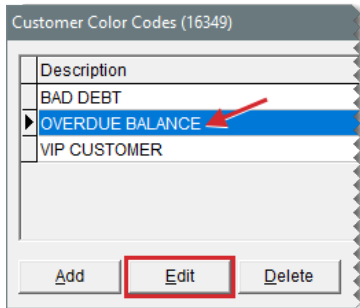 Customer Color Codes (16349)
Description
BAD DEBT
OVERDUE BALANCE
VIP CUSTOMER
Add Edit Delete